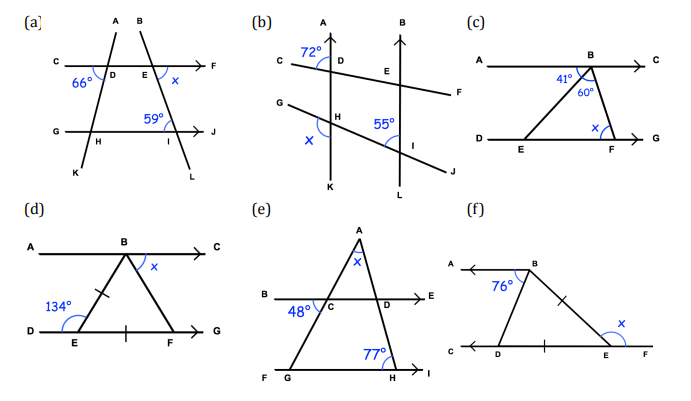 (a)
A B
C D E F
66° x
59°
G H I J
K L
(b)
A B
72°
C D E F
G H
55°
x I J
K L
(c)
A B C
41°
60°
x
D E F G
(d)
A B C
x
134°
D E F G
(e)
A
x
B C D E
48°
77°
F G H I
(f)
A B
76°
x
C D E F